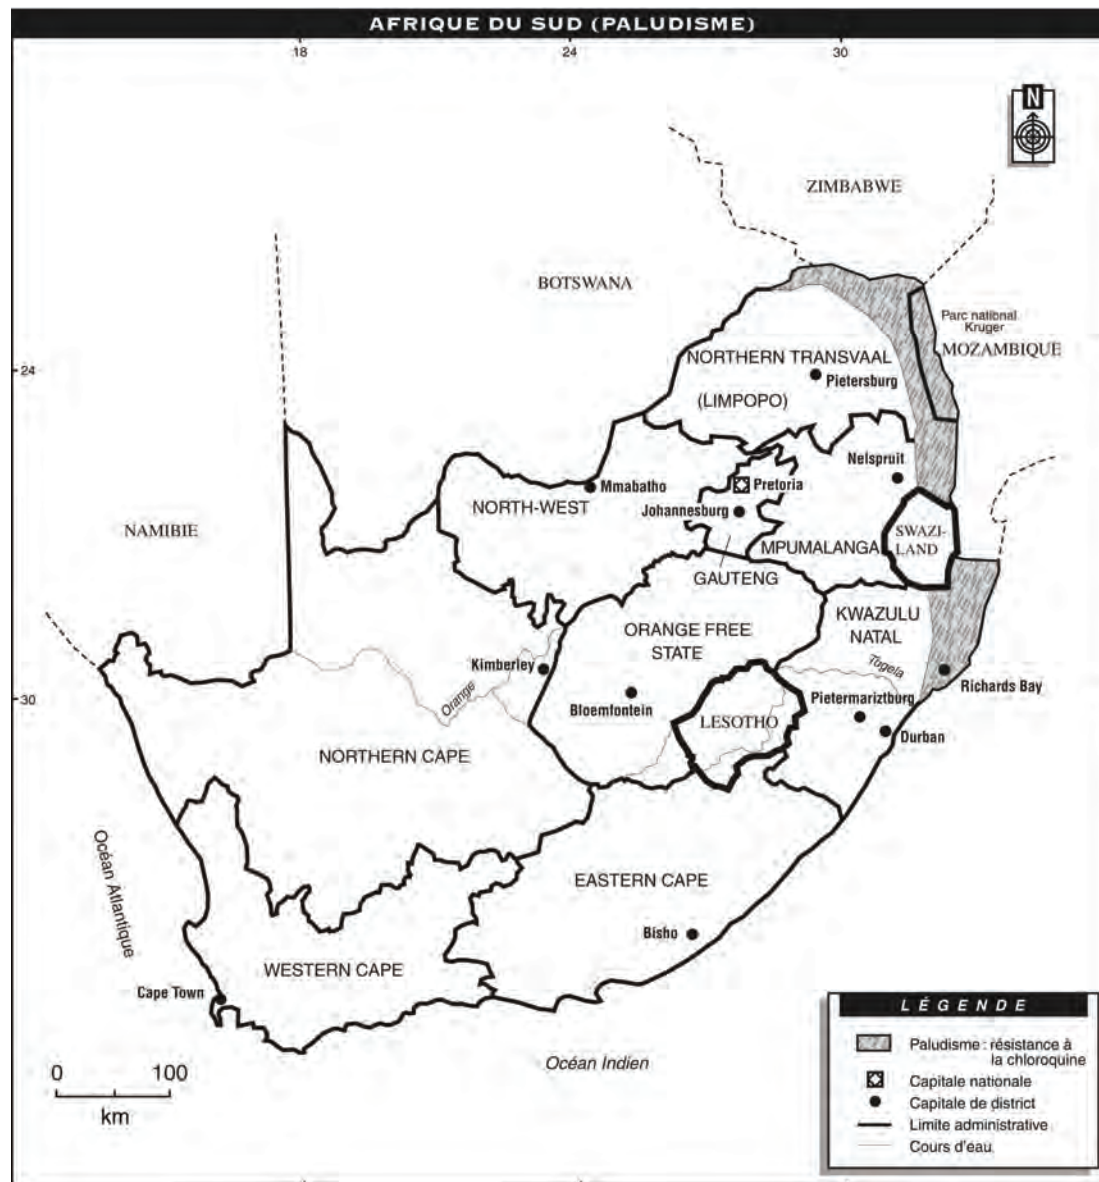 AFRIQUE DU SUD (PALUDISME)
18
24
30
N
ZIMBABWE
BOTSWANA
Parc national
Kruger
MOZAMBIQUE
24
NORTHERN TRANSVAAL
Pietersburg
(LIMPOPO)
Nelspruit
Mmabatho
Pretoria
NORTH-WEST
Johannesburg
NAMIBIE
SWAZI-
LAND
MPUMALANGA
GAUTENG
KWAZULU
NATAL
ORANGE FREE
STATE
Togela
Kimberley
Richards Bay
30
Orange
Pietermariztburg
Bloemfontein
LESOTHO
Durban
NORTHERN CAPE
Océan Atlantique
EASTERN CAPE
Bisho
WESTERN CAPE
Cape Town
Océan Indien
0 100
km
LÉGENDE
Paludisme : résistance à
la chloroquine
Capitale nationale
Capitale de district
Limite administrative
Cours d'eau